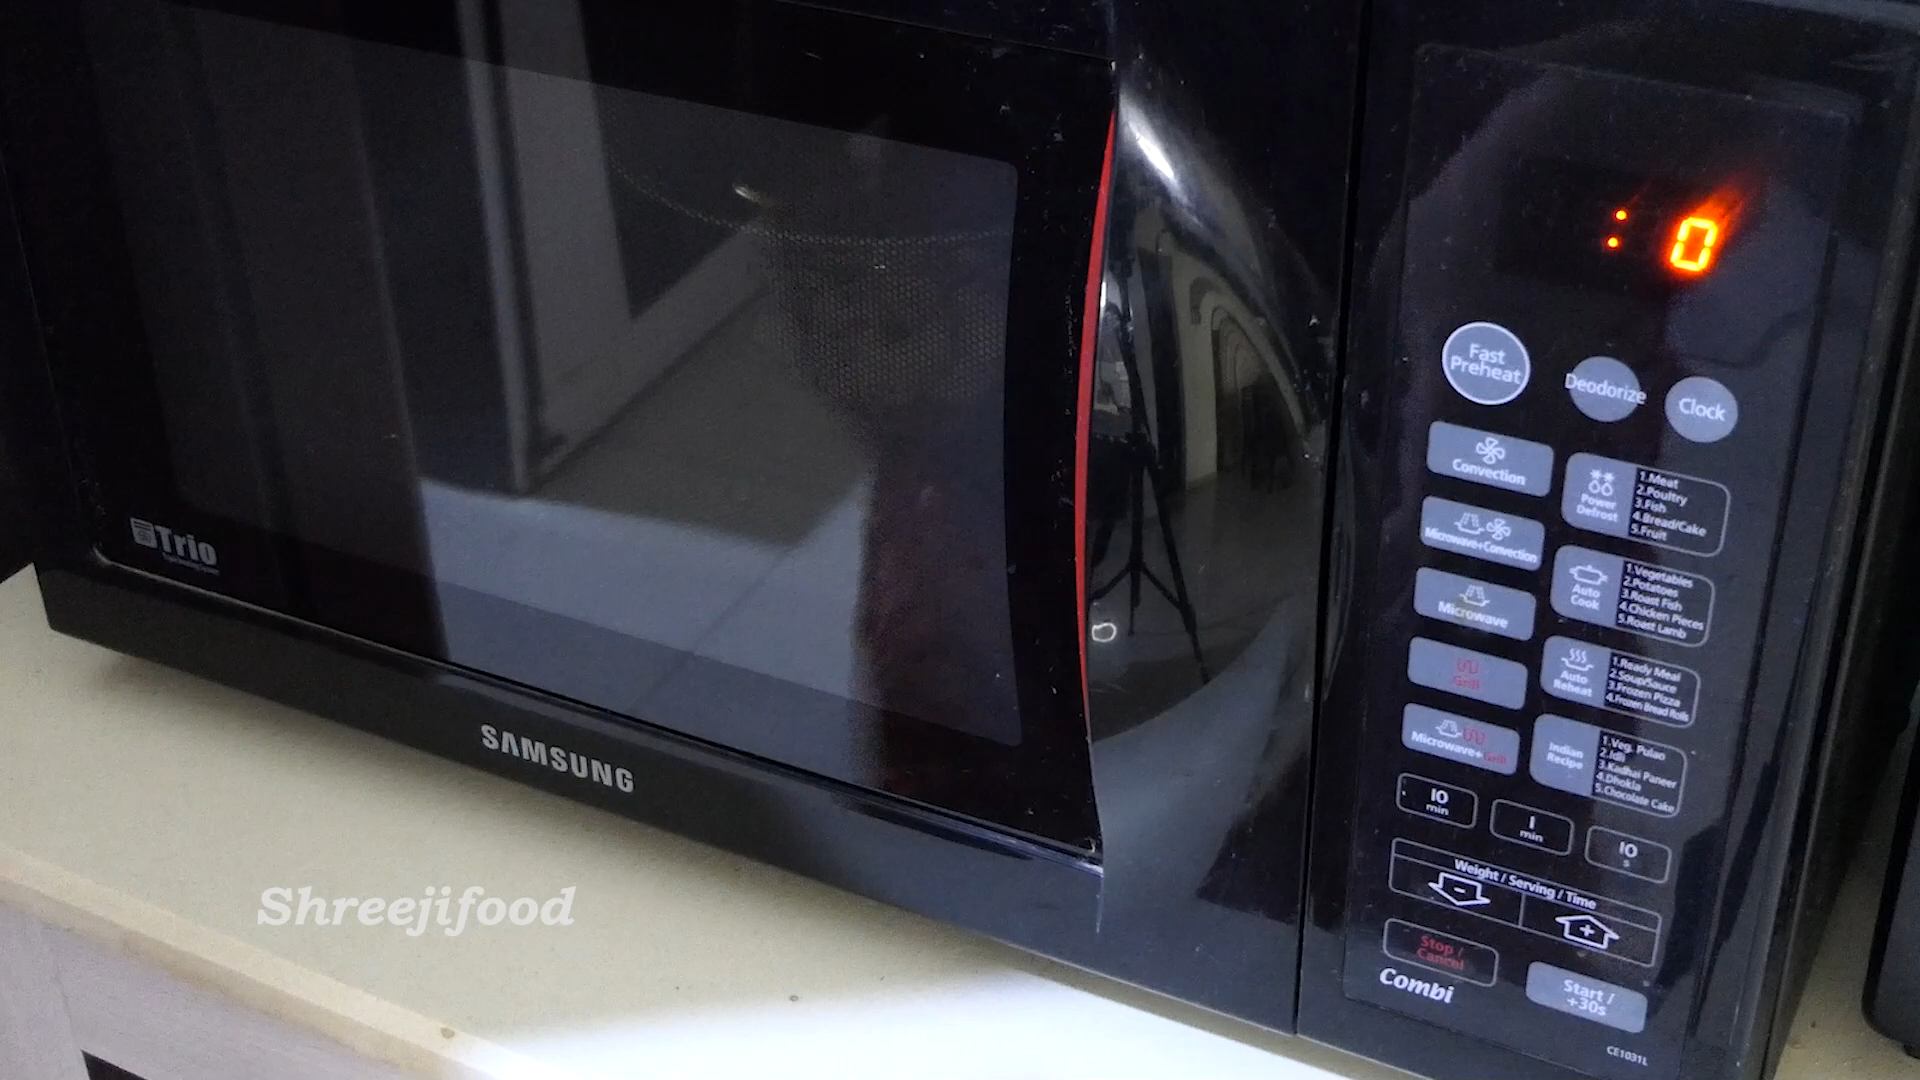 : 0
Fast
Preheat
Deodorize
Clock
Convection
Power
Defrost
1.Meat
2.Poultry
3.Fish
4.Bread/Cake
5.Fruit
Microwave+Convection
Auto
Cook
1.Vegetables
2.Potatoes
3.Roast Fish
4.Chicken Pieces
5.Roast Lamb
Microwave
Grill
Auto
Reheat
1.Ready Meal
2.Soup/Sauce
3.Frozen Pizza
4.Frozen Bread Rolls
Microwave+Grill
Indian
Recipe
1.Veg. Pulan
2.Idli
3.Kadhai Paneer
4.Dhokla
5.Chocolate Cake
10
min
1
min
10
s
Weight / Serving / Time
-
+
Stop /
Cancel
Start /
+30s
Combi
CE1031L
Trio
SAMSUNG
Shreejifood